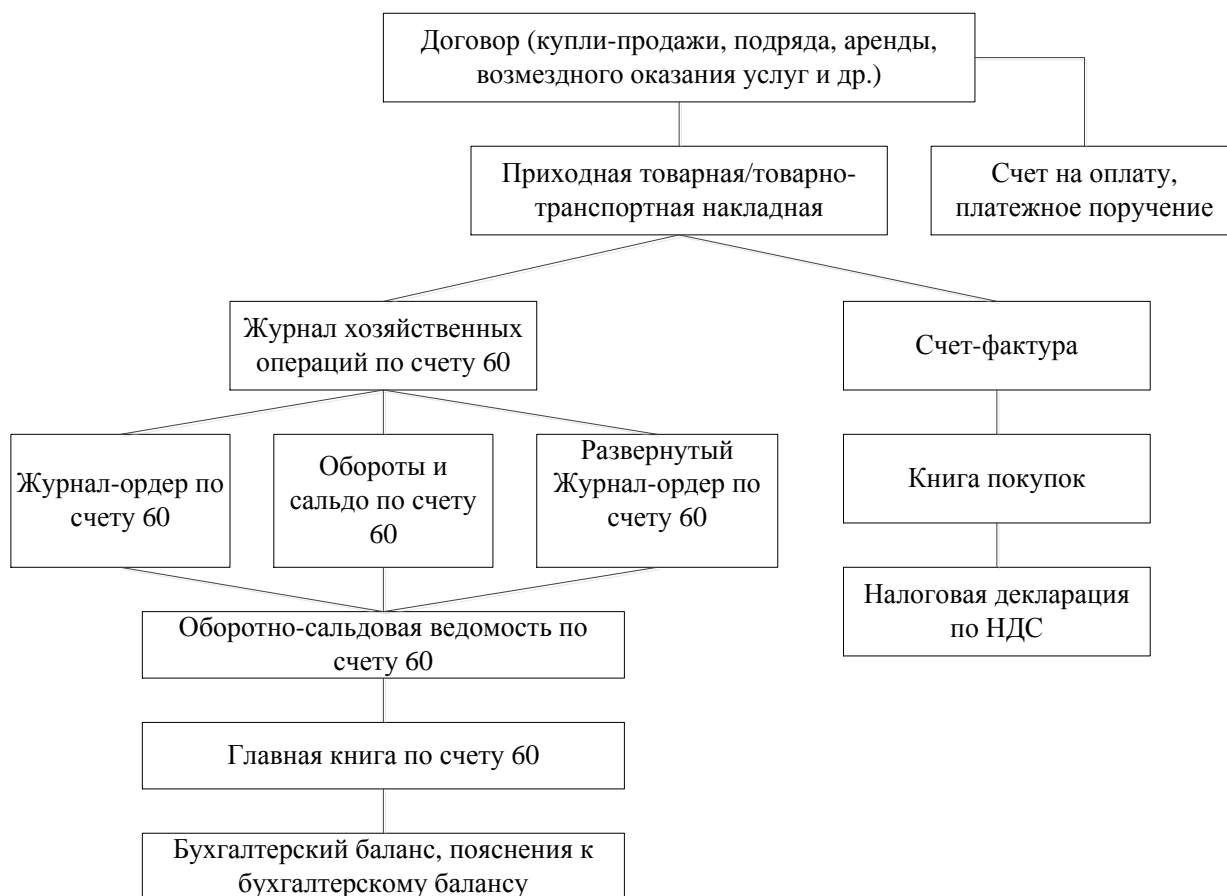 Договор (купли-продажи, подряда, аренды,
возмездного оказания услуг и др.)
Приходная товарная/товарно-
транспортная накладная
Счет на оплату,
платежное поручение
Журнал хозяйственных
операций по счету 60
Счет-фактура
Журнал-ордер по
счету 60
Обороты и
сальдо по счету
60
Развернутый
Журнал-ордер по
счету 60
Книга покупок
Оборотно-сальдовая ведомость по
счету 60
Налоговая декларация
по НДС
Главная книга по счету 60
Бухгалтерский баланс, пояснения к
бухгалтерскому балансу